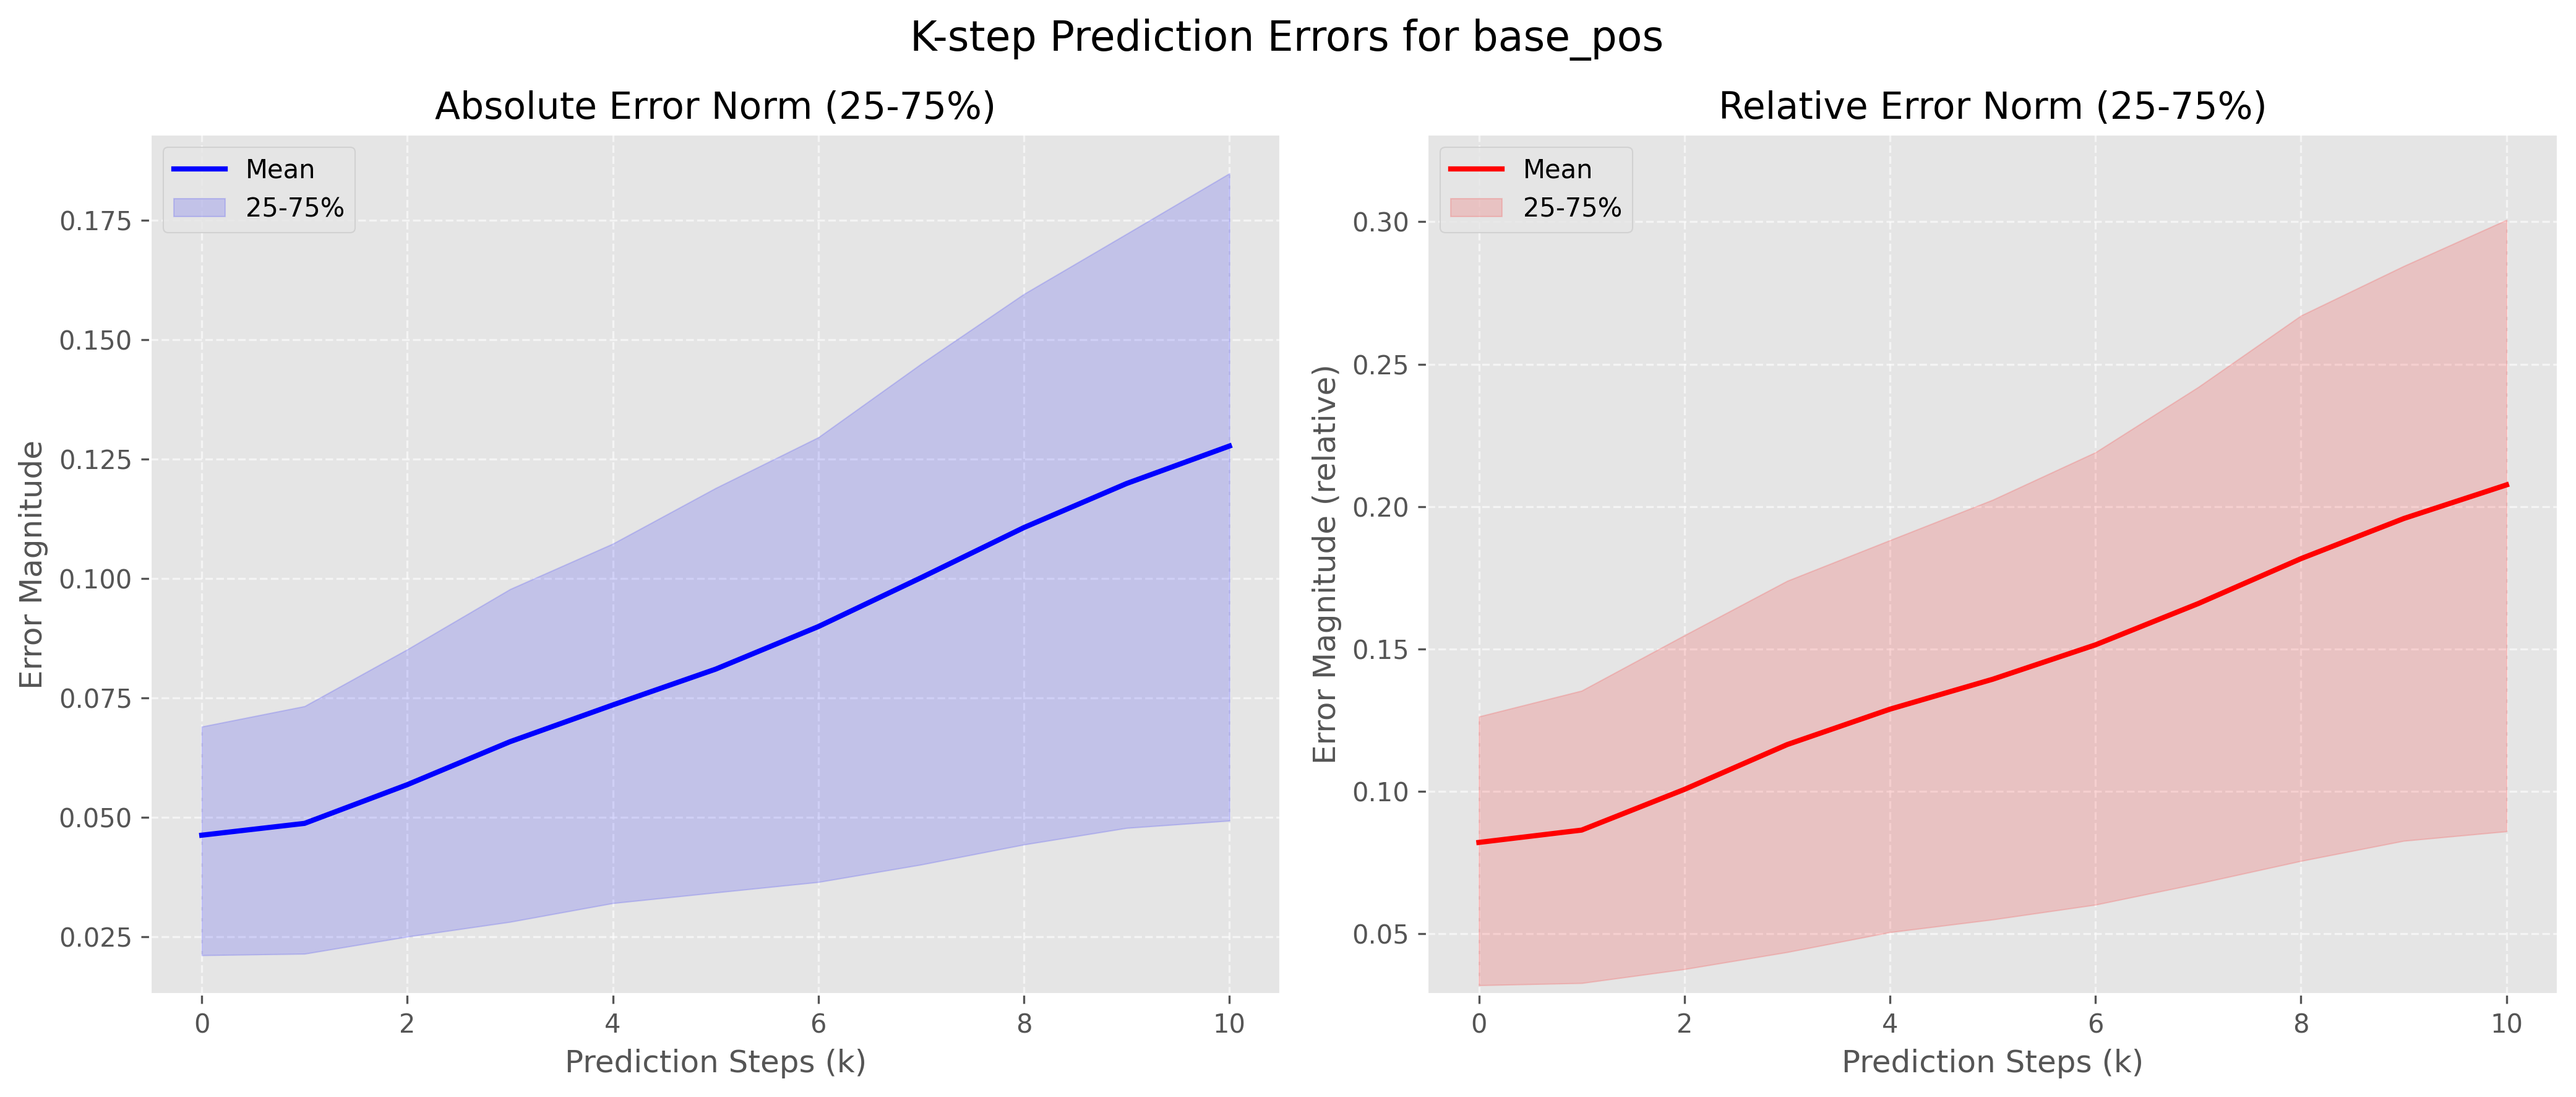 K-step Prediction Errors for base_pos
Absolute Error Norm (25-75%)
Mean
25-75%
0.175
0.150
0.125
0.100
0.075
0.050
0.025
Error Magnitude
0 2 4 6 8 10
Prediction Steps (k)
Relative Error Norm (25-75%)
Mean
25-75%
0.30
0.25
0.20
0.15
0.10
0.05
Error Magnitude (relative)
0 2 4 6 8 10
Prediction Steps (k)